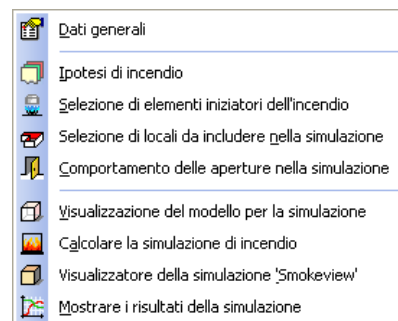 Dati generali
Ipotesi di incendio
Selezione di elementi iniziatori dell'incendio
Selezione di locali da includere nella simulazione
Comportamento delle aperture nella simulazione
Visualizzazione del modello per la simulazione
Calcolare la simulazione di incendio
Visualizzatore della simulazione 'Smokeview'
Mostrare i risultati della simulazione